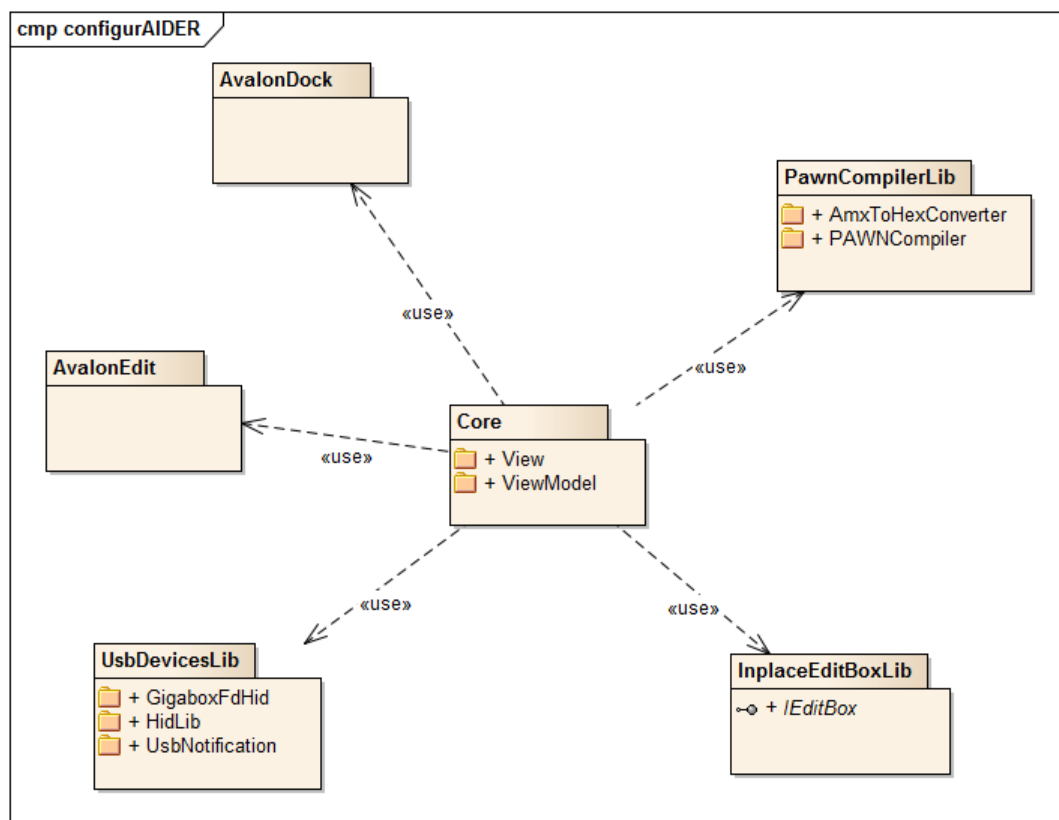 cmp configurAIDER
AvalonDock
PawnCompilerLib
+ AmxToHexConverter
+ PAWNCompiler
«use»
«use»
AvalonEdit
Core
+ View
+ ViewModel
«use»
«use»
«use»
UsbDevicesLib
+ GigaboxFdHid
+ HidLib
+ UsbNotification
InplaceEditBoxLib
+ IEditBox